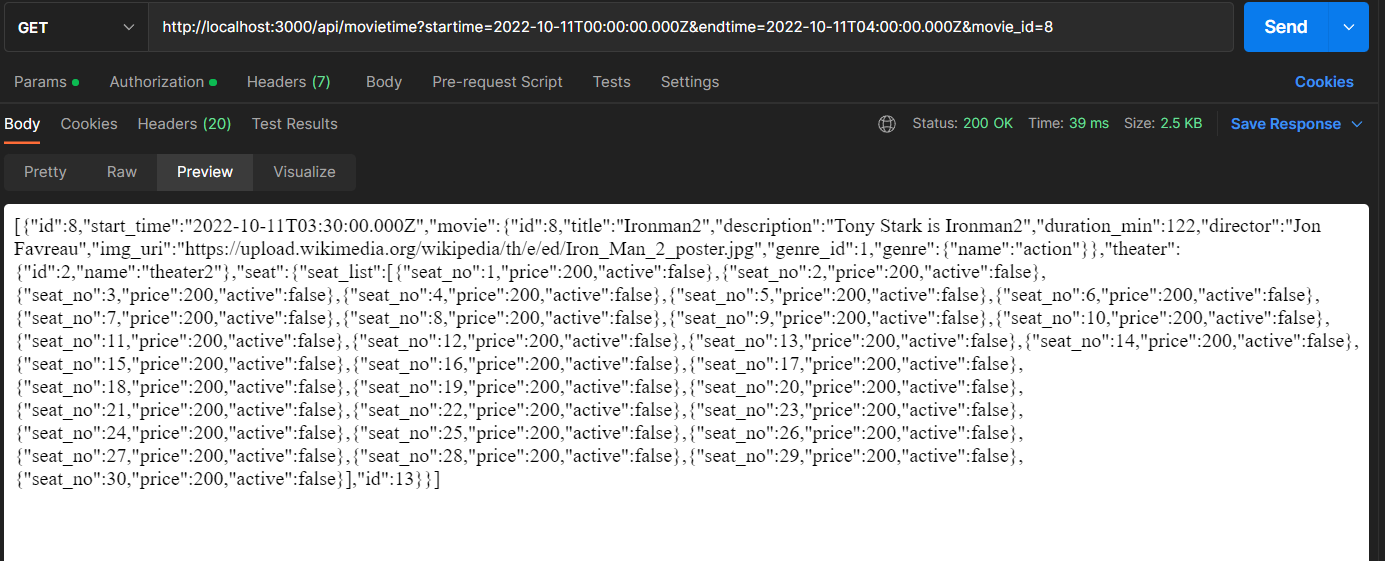 GET http://localhost:3000/api/movietime?startime=2022-10-11T00:00:00.000Z&endtime=2022-10-11T04:00:00.000Z&movie_id=8 Send
Params Authorization Headers (7) Body Pre-request Script Tests Settings Cookies
Body Cookies Headers (20) Test Results Status: 200 OK Time: 39 ms Size: 2.5 KB Save Response
Pretty Raw Preview Visualize
[{"id":8,"start_time":"2022-10-11T03:30:00.000Z","movie":{"id":8,"title":"Ironman2","description":"Tony Stark is Ironman2","duration_min":122,"director":"Jon
Favreau","img_uri":"https://upload.wikimedia.org/wikipedia/th/e/ed/Iron_Man_2_poster.jpg","genre_id":1,"genre":{"name":"action"}},"theater":
{"id":2,"name":"theater2"},"seat":{"seat_list":[{"seat_no":1,"price":200,"active":false},{"seat_no":2,"price":200,"active":false},
{"seat_no":3,"price":200,"active":false},{"seat_no":4,"price":200,"active":false},{"seat_no":5,"price":200,"active":false},{"seat_no":6,"price":200,"active":false},
{"seat_no":7,"price":200,"active":false},{"seat_no":8,"price":200,"active":false},{"seat_no":9,"price":200,"active":false},{"seat_no":10,"price":200,"active":false},
{"seat_no":11,"price":200,"active":false},{"seat_no":12,"price":200,"active":false},{"seat_no":13,"price":200,"active":false},{"seat_no":14,"price":200,"active":false},
{"seat_no":15,"price":200,"active":false},{"seat_no":16,"price":200,"active":false},{"seat_no":17,"price":200,"active":false},
{"seat_no":18,"price":200,"active":false},{"seat_no":19,"price":200,"active":false},{"seat_no":20,"price":200,"active":false},
{"seat_no":21,"price":200,"active":false},{"seat_no":22,"price":200,"active":false},{"seat_no":23,"price":200,"active":false},
{"seat_no":24,"price":200,"active":false},{"seat_no":25,"price":200,"active":false},{"seat_no":26,"price":200,"active":false},
{"seat_no":27,"price":200,"active":false},{"seat_no":28,"price":200,"active":false},{"seat_no":29,"price":200,"active":false},
{"seat_no":30,"price":200,"active":false}],"id":13}}]